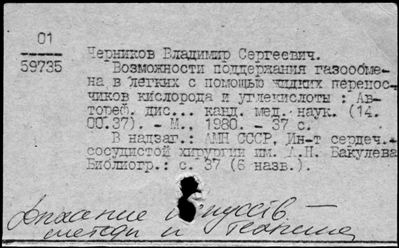 01
59735
Черников Владимир Сергеевич.
Возможности поддержания газообме-
на в легких с помощью жидких перенос-
чиков кислорода и углекислоты : Ав-
тореф. дис... канд. мед. наук. (14.
00.37). - М., 1980. - 37 с.
В надзаг.: АМН СССР, Ин-т сердеч.-
сосудистой хирургии им. А.Н. Бакулева
Библиогр.: с. 37 (6 назв.).
Дыхание искусств. -
методы и техника